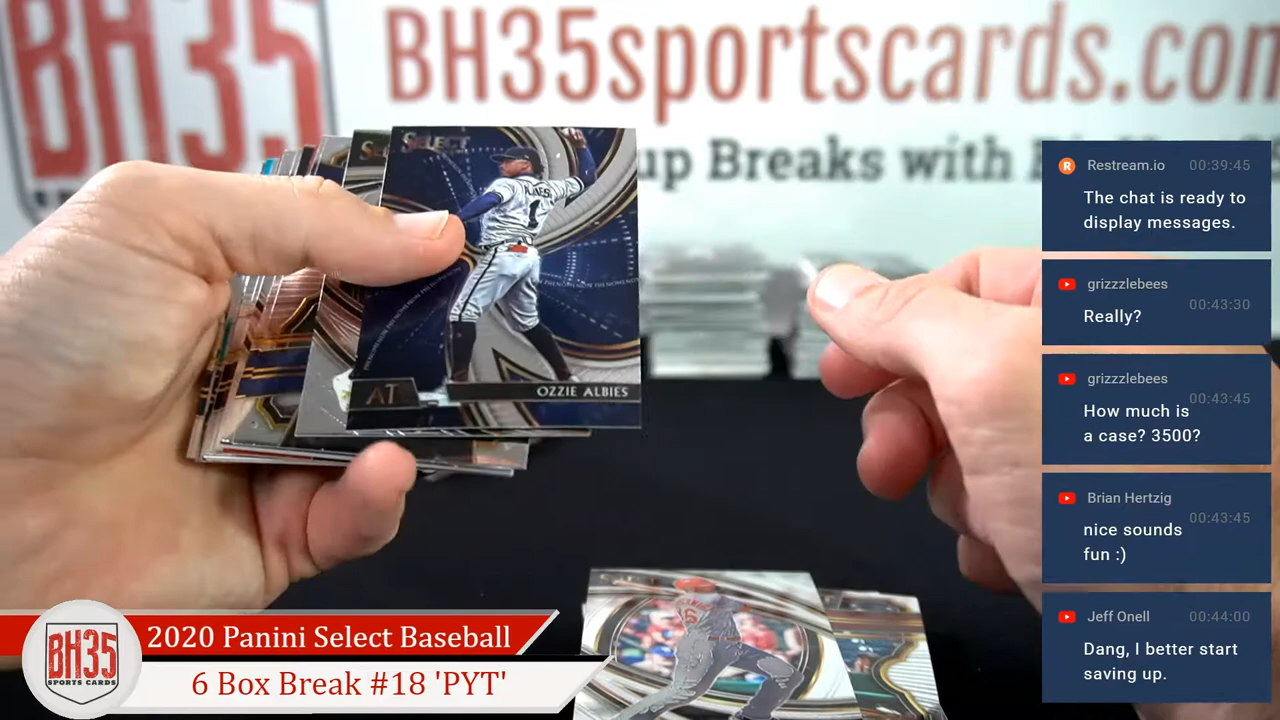 BH35
BH35sportscards.com
up Breaks with
SELECT
1
AT
OZZIE ALBIES
Restream.io 00:39:45
The chat is ready to
display messages.
grizzzlebees
00:43:30
Really?
grizzzlebees
00:43:45
How much is
a case? 3500?
Brian Hertzig
00:43:45
nice sounds
fun :)
Jeff Onell 00:44:00
Dang, I better start
saving up.
BH35
SPORTS CARDS
2020 Panini Select Baseball
6 Box Break #18 'PYT'